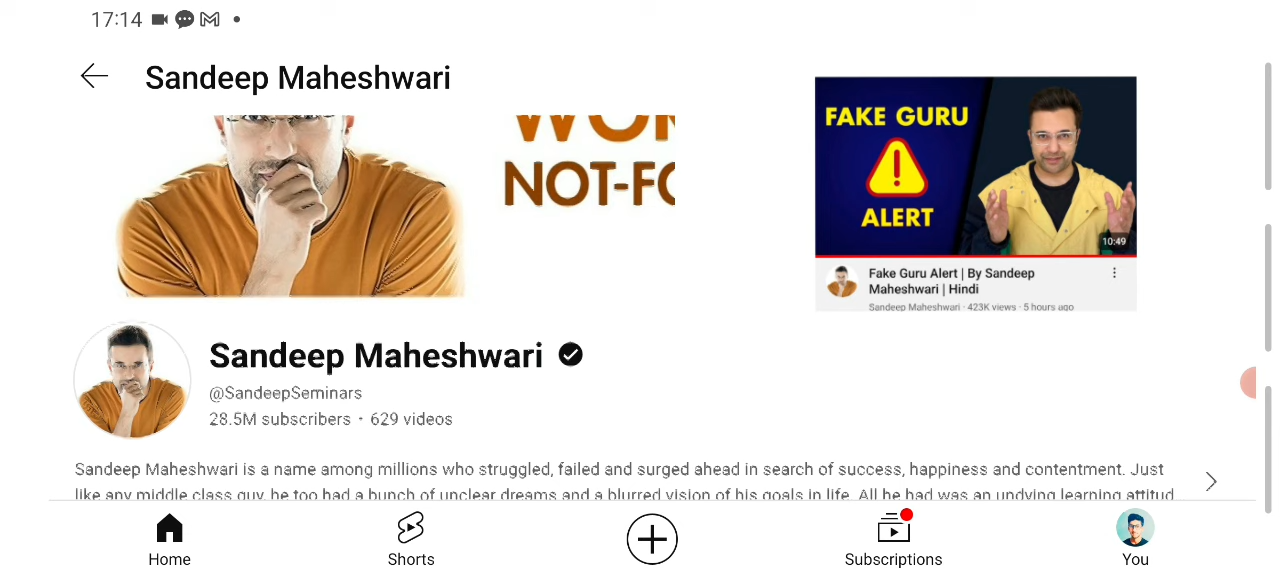 17:14
Sandeep Maheshwari
NOT-FO
FAKE GURU
ALERT
10:49
Fake Guru Alert | By Sandeep
Maheshwari | Hindi
Sandeep Maheshwari · 423K views · 5 hours ago
Sandeep Maheshwari
@SandeepSeminars
28.5M subscribers · 629 videos
Sandeep Maheshwari is a name among millions who struggled, failed and surged ahead in search of success, happiness and contentment. Just
like any middle class guy, he too had a bunch of unclear dreams and a blurred vision of his goals in life. All he had was an undying learning attitud
Home
Shorts
Subscriptions
You